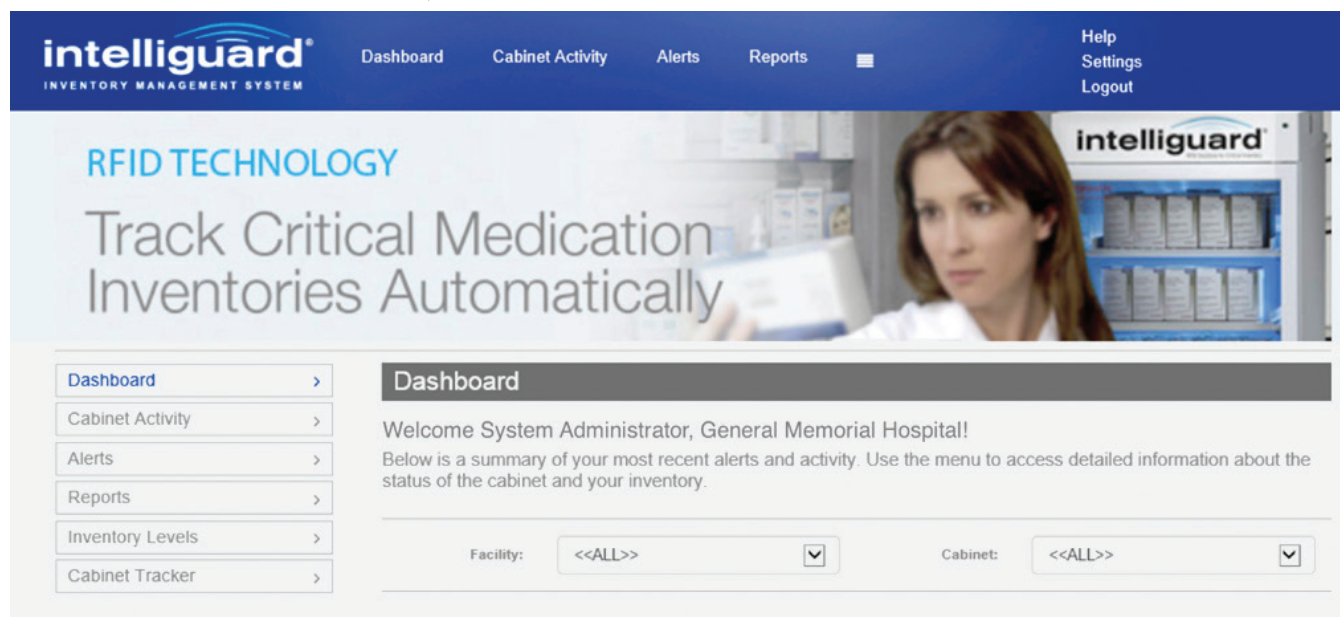 intelliguard®
INVENTORY MANAGEMENT SYSTEM
Dashboard
Cabinet Activity
Alerts
Reports
Help
Settings
Logout
RFID TECHNOLOGY
Track Critical Medication
Inventories Automatically
intelliguard
Dashboard
Cabinet Activity
Alerts
Reports
Inventory Levels
Cabinet Tracker
Dashboard
Welcome System Administrator, General Memorial Hospital!
Below is a summary of your most recent alerts and activity. Use the menu to access detailed information about the
status of the cabinet and your inventory.
Facility: <<ALL>>
Cabinet: <<ALL>>